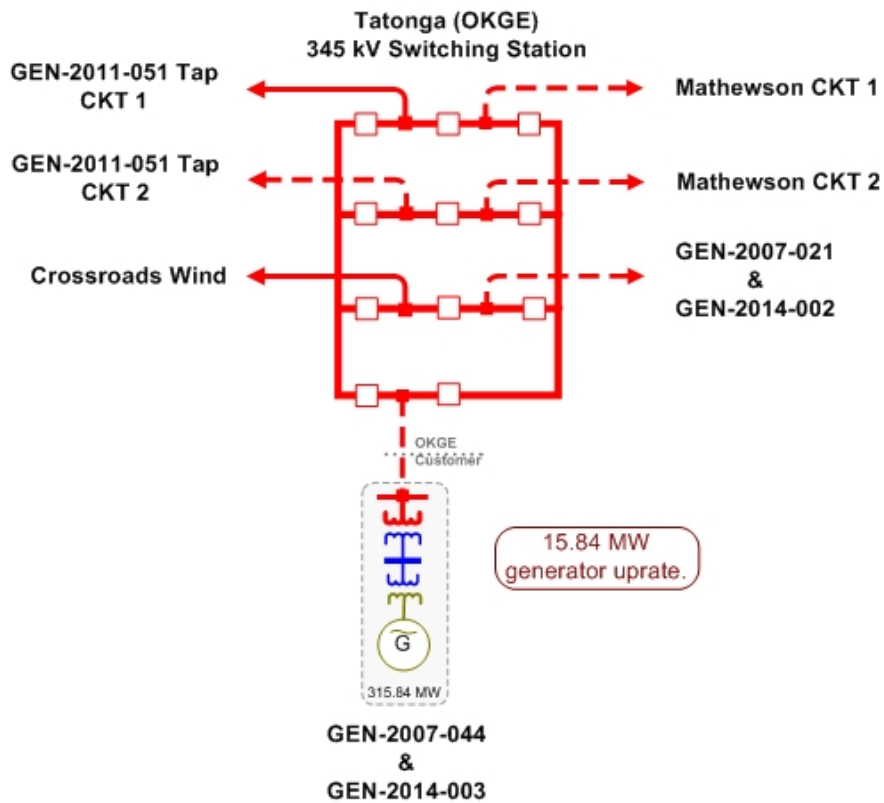 Tatonga (OKGE)
345 kV Switching Station
GEN-2011-051 Tap
CKT 1
Mathewson CKT 1
GEN-2011-051 Tap
CKT 2
Mathewson CKT 2
Crossroads Wind
GEN-2007-021
&
GEN-2014-002
OKGE
Customer
15.84 MW
generator uprate.
G
315.84 MW
GEN-2007-044
&
GEN-2014-003